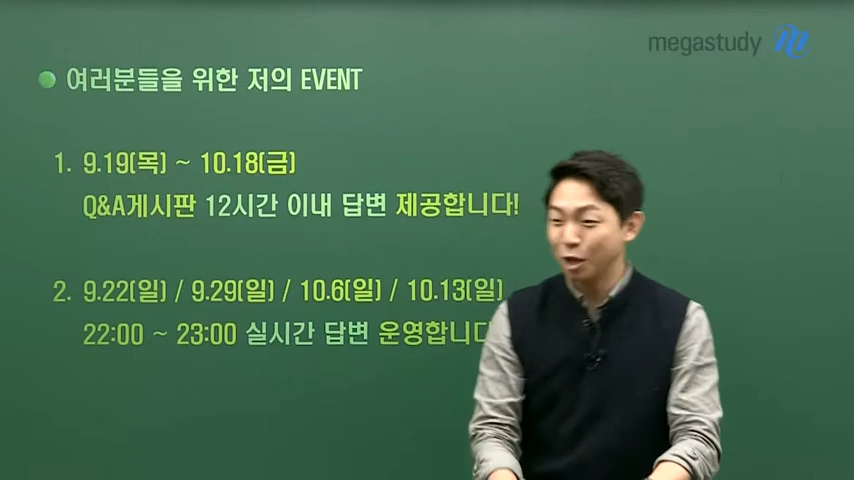 megastudy
여러분들을 위한 저의 EVENT
1. 9.19(목) ~ 10.18(금)
Q&A게시판 12시간 이내 답변 제공합니다!
2. 9.22(일) / 9.29(일) / 10.6(일) / 10.13(일)
22:00 ~ 23:00 실시간 답변 운영합니다